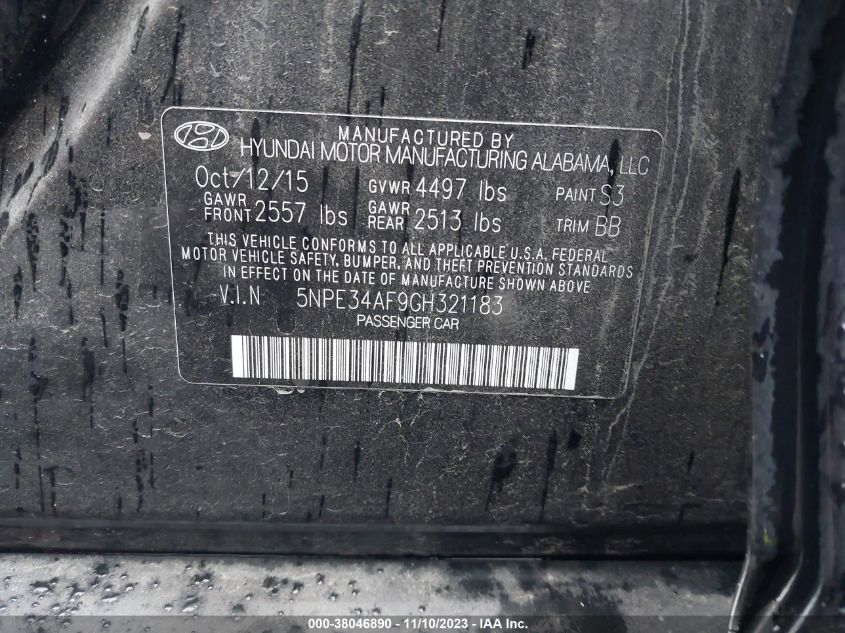 MANUFACTURED BY
HYUNDAI MOTOR MANUFACTURING ALABAMA, LLC
Oct/12/15 GVWR 4497 lbs PAINT S3
GAWR FRONT 2557 lbs GAWR REAR 2513 lbs TRIM BB
THIS VEHICLE CONFORMS TO ALL APPLICABLE U.S.A. FEDERAL
MOTOR VEHICLE SAFETY, BUMPER, AND THEFT PREVENTION STANDARDS
IN EFFECT ON THE DATE OF MANUFACTURE SHOWN ABOVE
V.I.N 5NPE34AF9GH321183
PASSENGER CAR
000-38046890 - 11/10/2023 - IAA Inc.